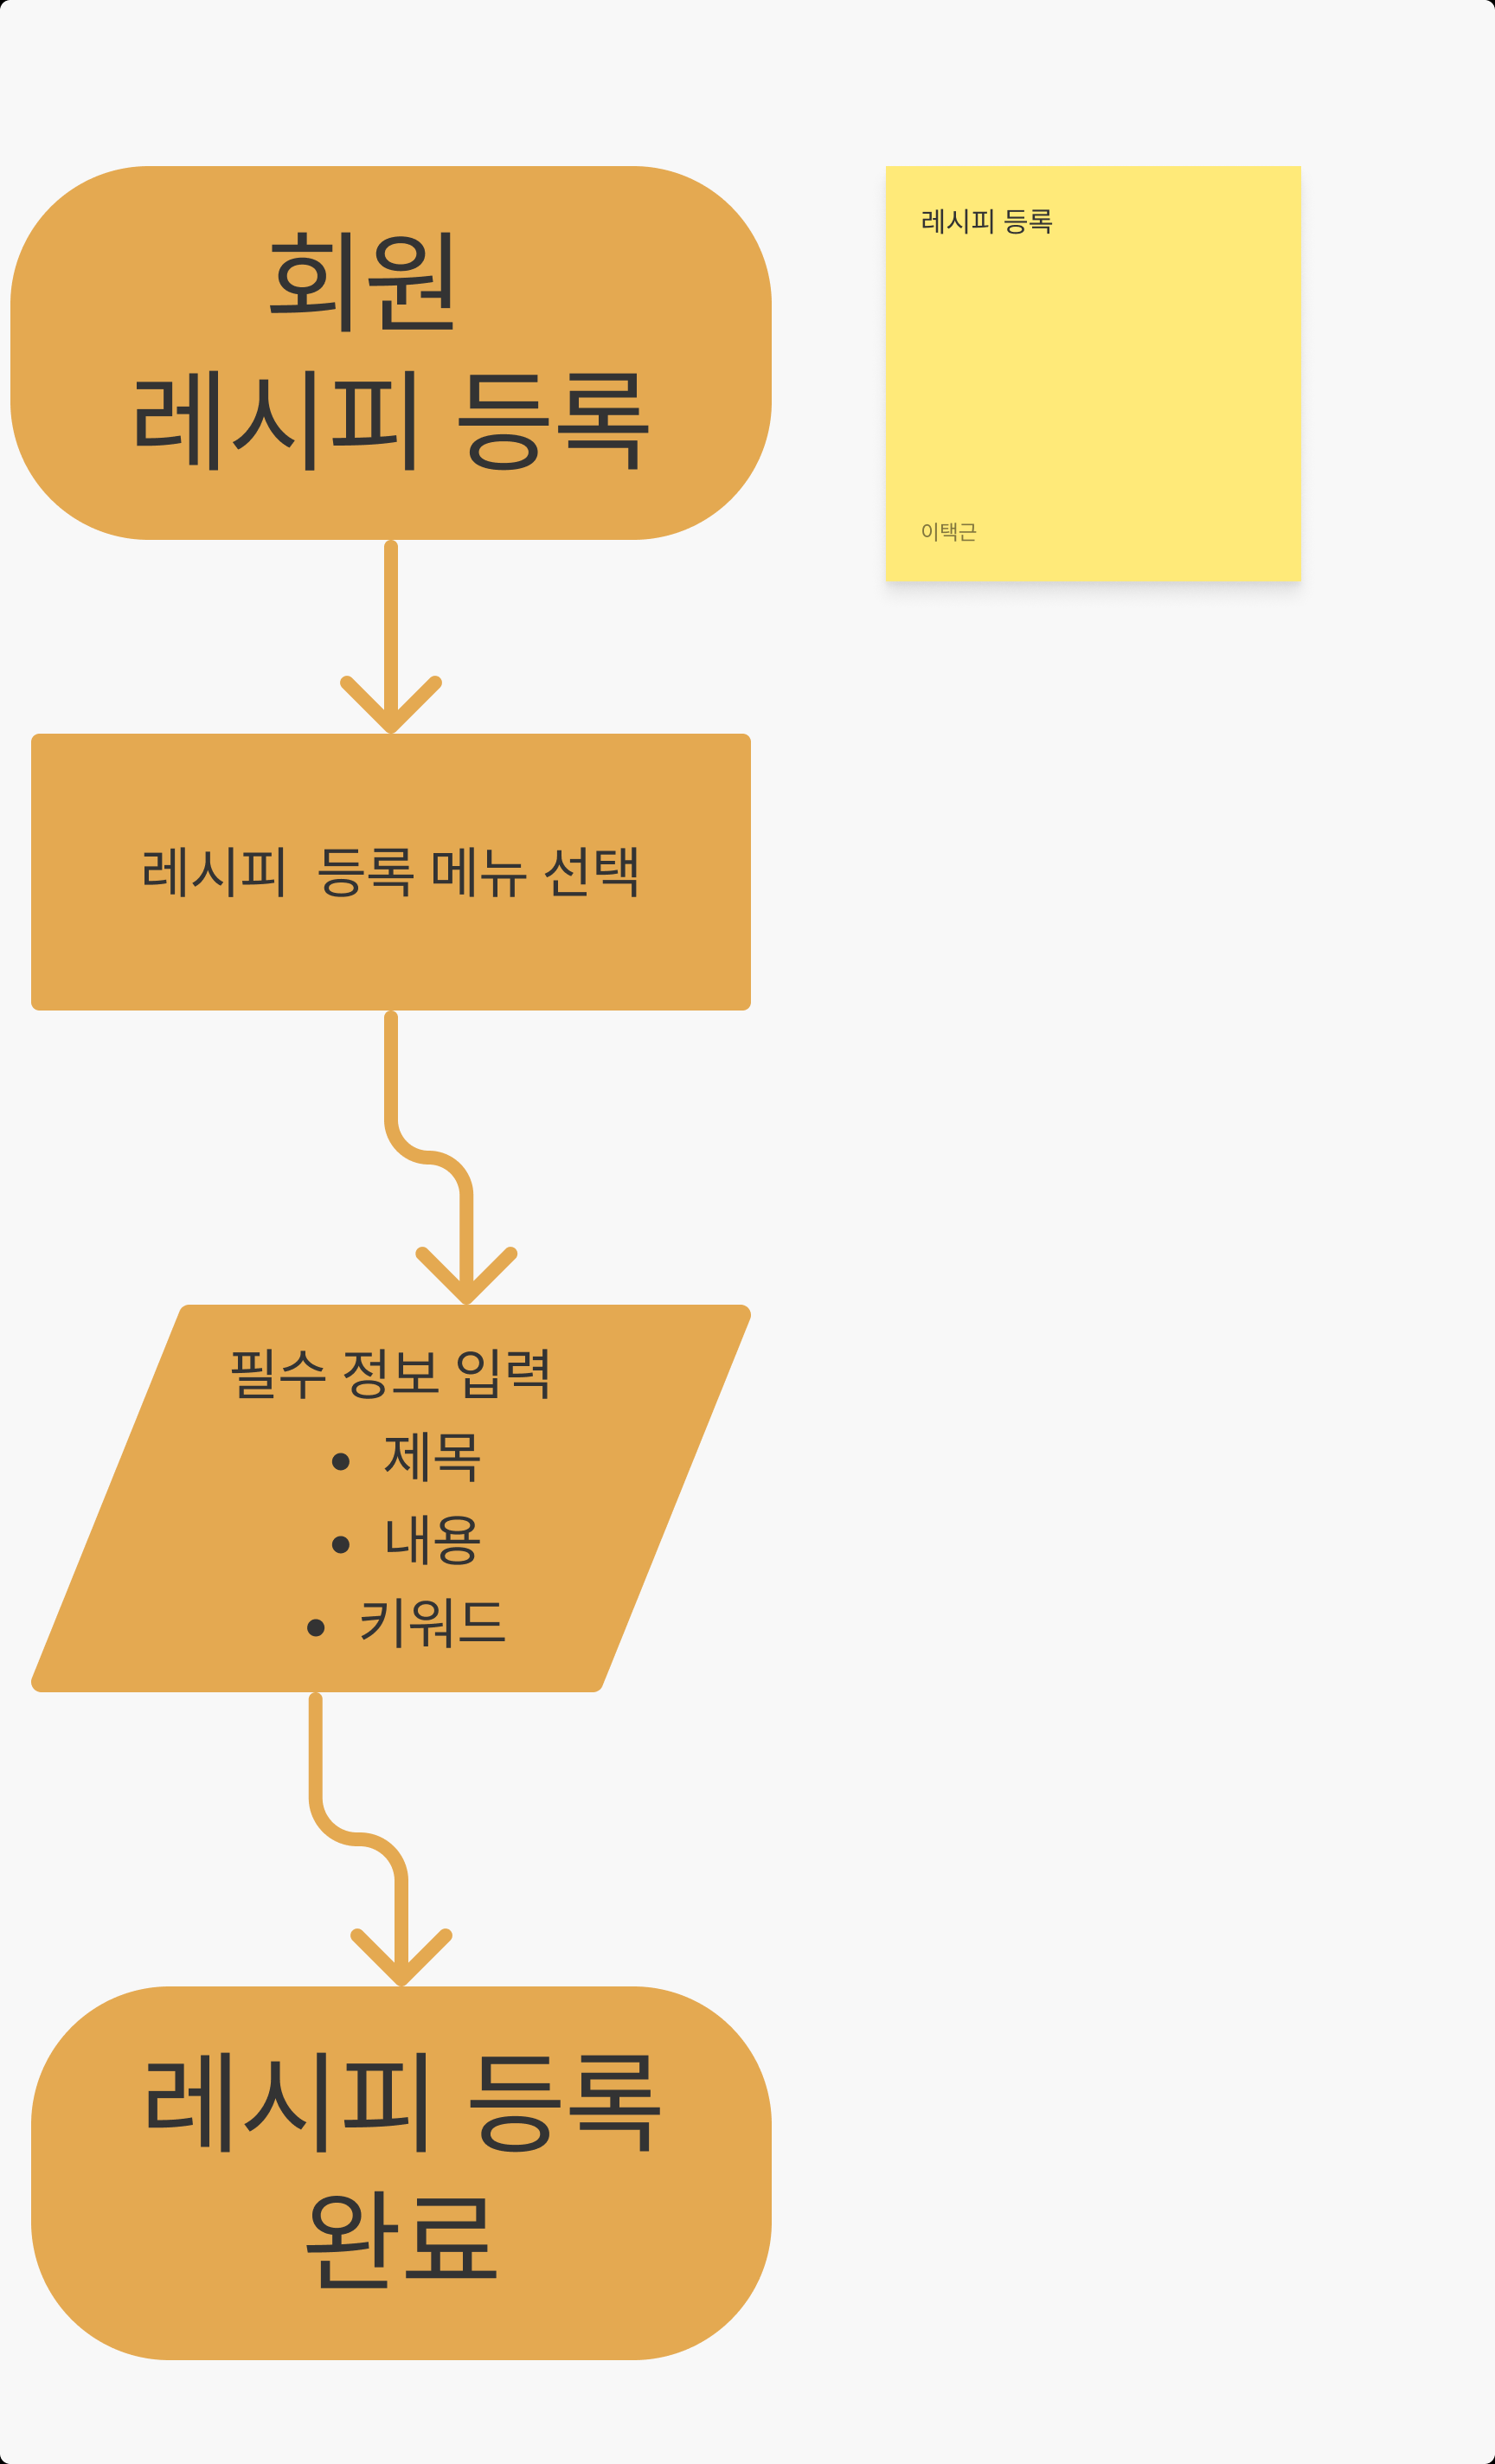 회원
레시피 등록
레시피  등록 메뉴 선택
필수 정보 입력
• 제목
• 내용
• 키워드
레시피 등록
완료
레시피 등록
이택근